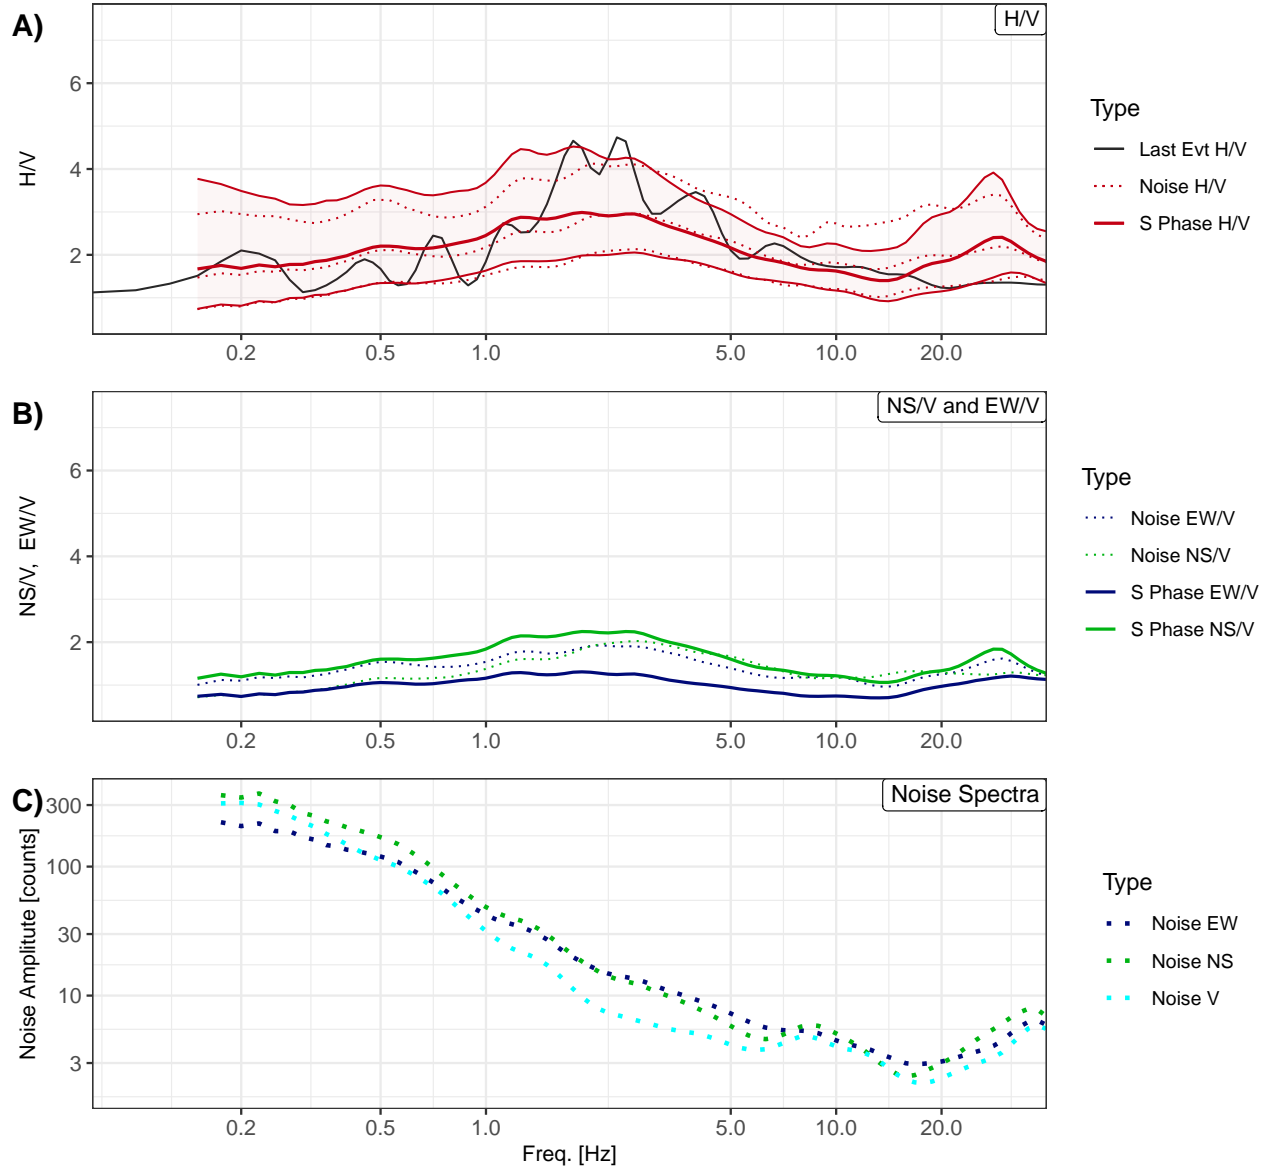 A)
H/V
6
4
2
H/V
0.2 0.5 1.0 5.0 10.0 20.0
Type
Last Evt H/V
Noise H/V
S Phase H/V
B)
NS/V and EW/V
6
4
2
NS/V, EW/V
0.2 0.5 1.0 5.0 10.0 20.0
Type
Noise EW/V
Noise NS/V
S Phase EW/V
S Phase NS/V
C)
Noise Spectra
300
100
30
10
3
Noise Amplitute [counts]
0.2 0.5 1.0 5.0 10.0 20.0
Freq. [Hz]
Type
Noise EW
Noise NS
Noise V